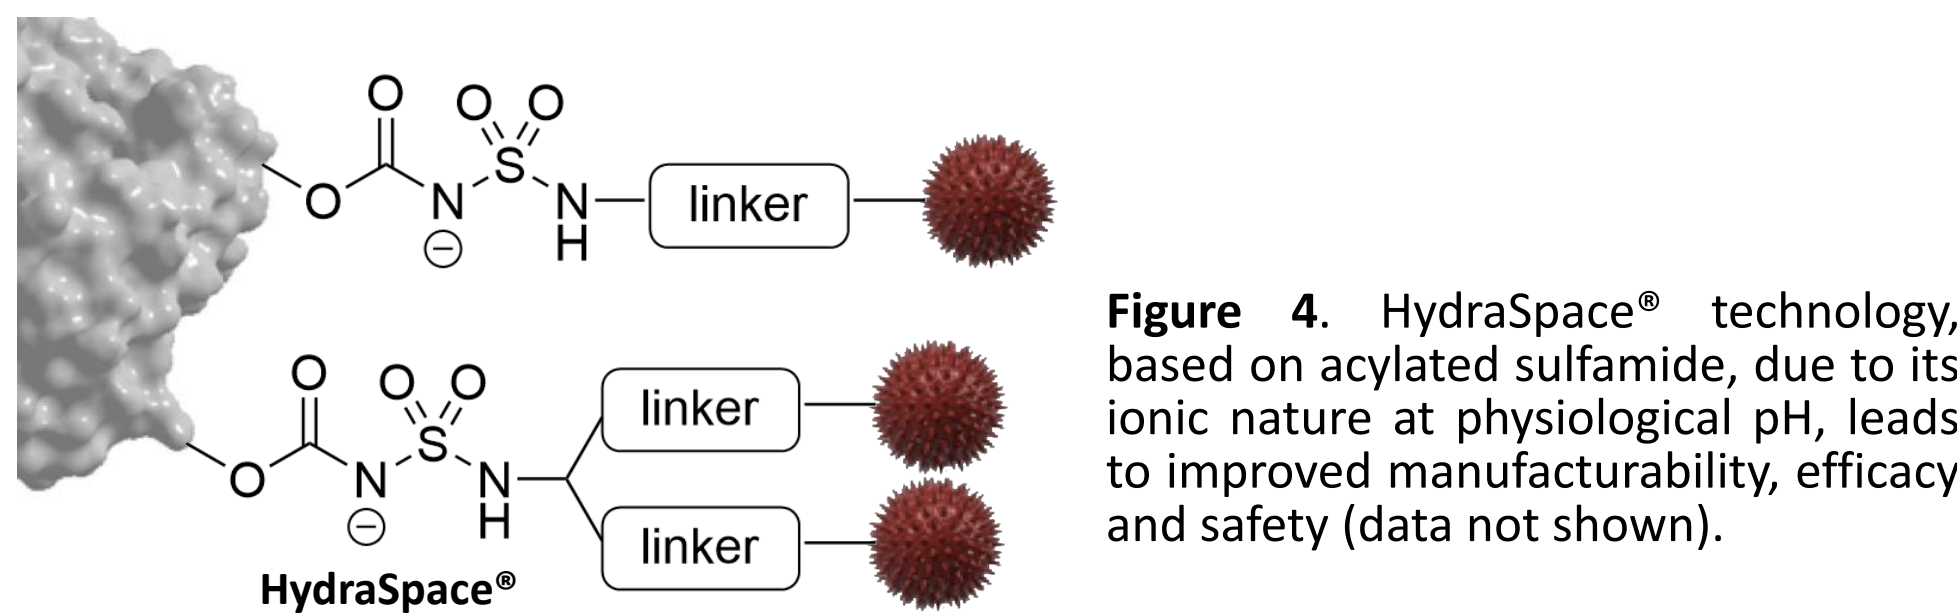 O
O O
S
O N N
⊖ H
linker
O
O O
S
O N N
⊖ H
linker
linker
HydraSpace®
Figure 4. HydraSpace® technology,
based on acylated sulfamide, due to its
ionic nature at physiological pH, leads
to improved manufacturability, efficacy
and safety (data not shown).